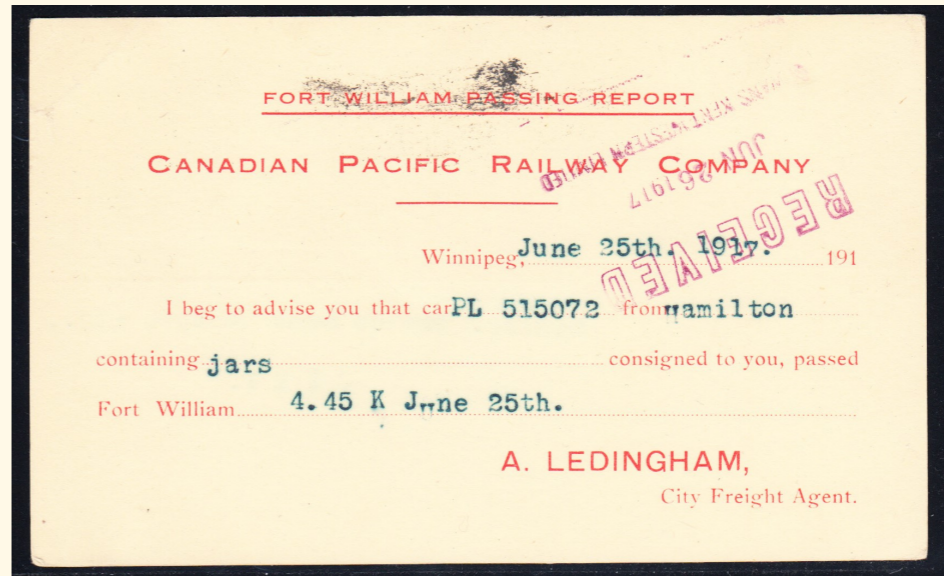 FORT WILLIAM PASSING REPORT
CANADIAN PACIFIC RAILWAY COMPANY
Winnipeg, June 25th. 1917. 191
I beg to advise you that car PL 515072 from Hamilton
containing jars consigned to you, passed
Fort William 4.45 K June 25th.
A. LEDINGHAM,
City Freight Agent.
RECEIVED
JUN 26 1917
WESTERN LIMITED